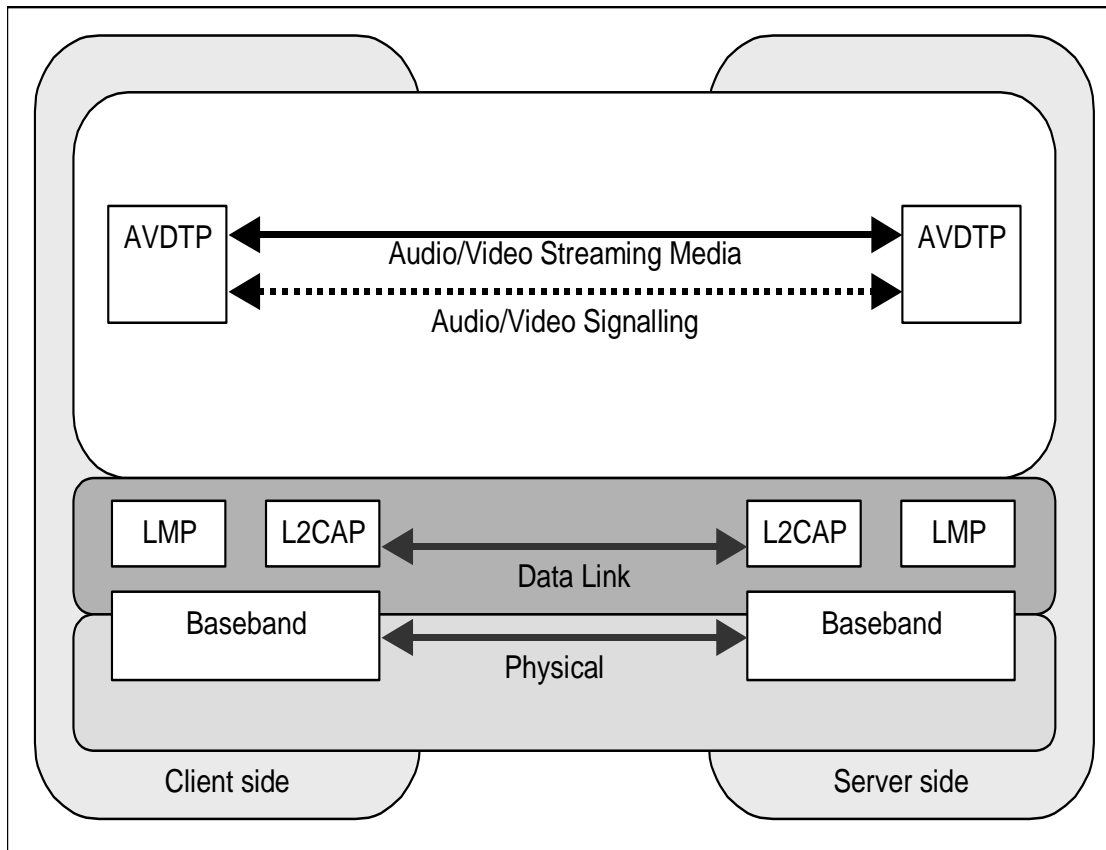 AVDTP
AVDTP
Audio/Video Streaming Media
Audio/Video Signalling
LMP
L2CAP
L2CAP
LMP
Data Link
Baseband
Baseband
Physical
Client side
Server side